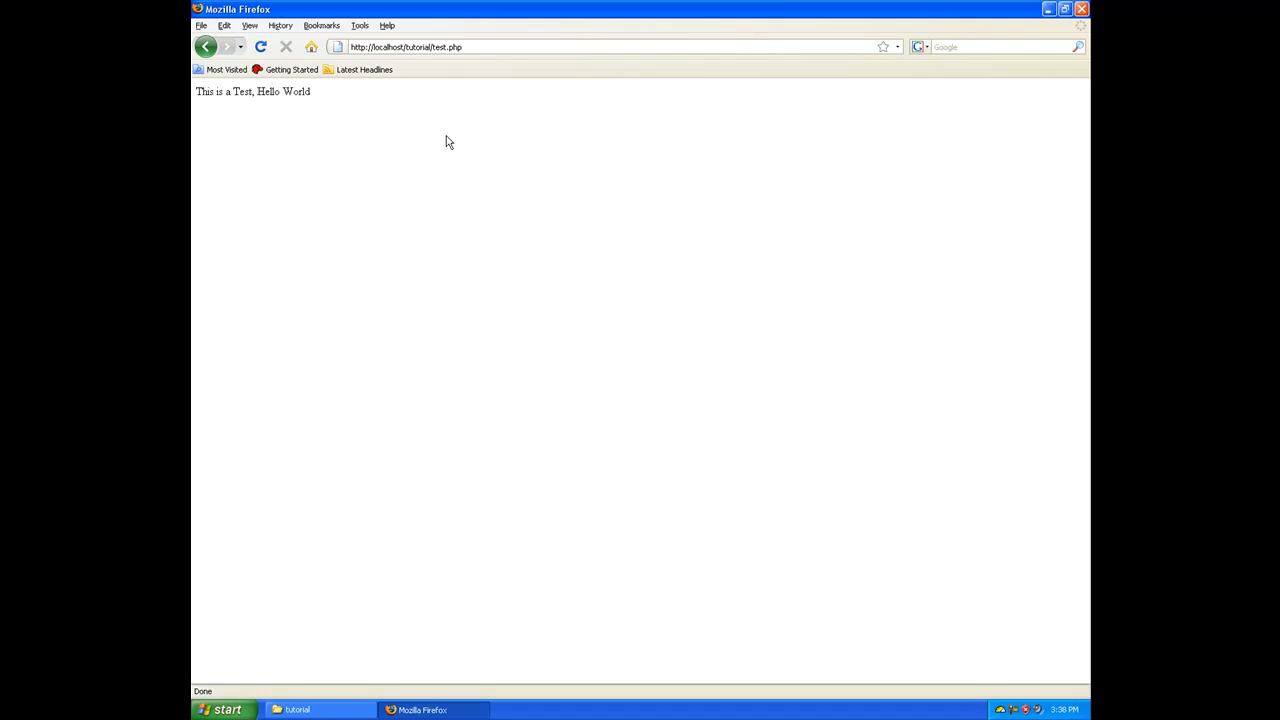 Mozilla Firefox
File Edit View History Bookmarks Tools Help
http://localhost/tutorial/test.php Google
Most Visited Getting Started Latest Headlines
This is a Test, Hello World
Done
start tutorial Mozilla Firefox 3:38 PM